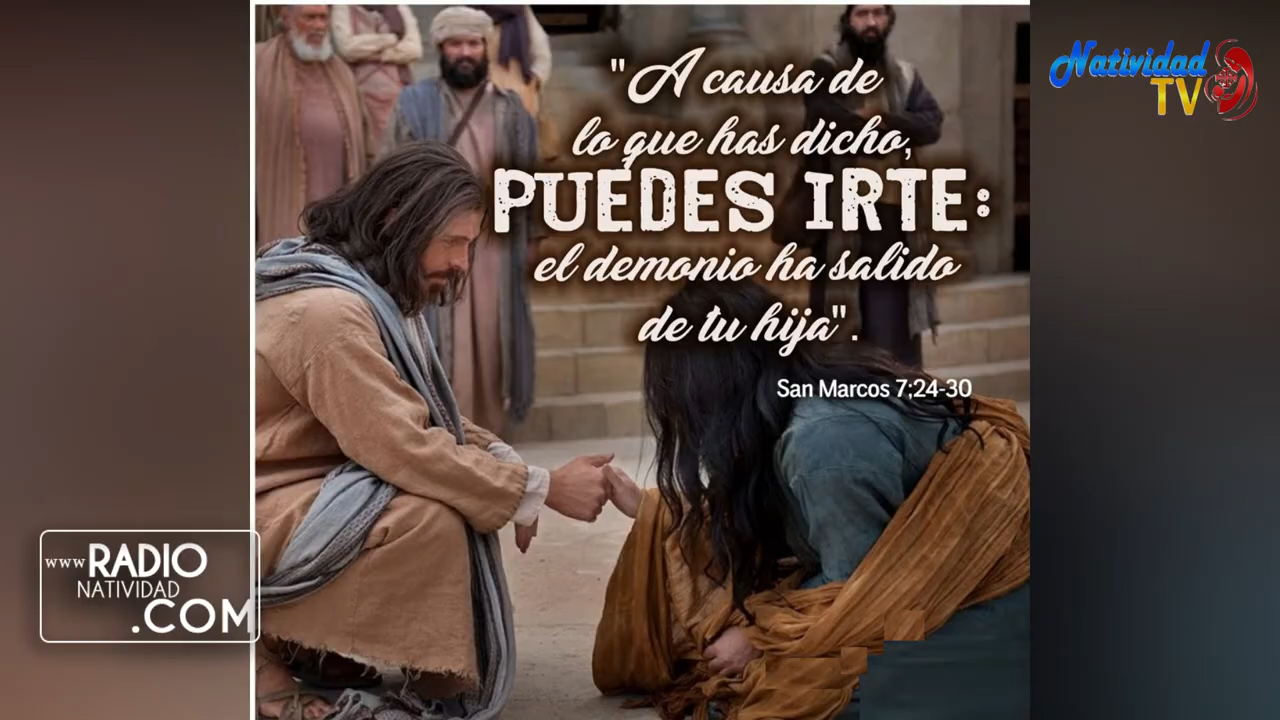 "A causa de
lo que has dicho,
PUEDES IRTE:
el demonio ha salido
de tu hija".
San Marcos 7;24-30
Natividad
TV
www RADIO
NATIVIDAD
.COM